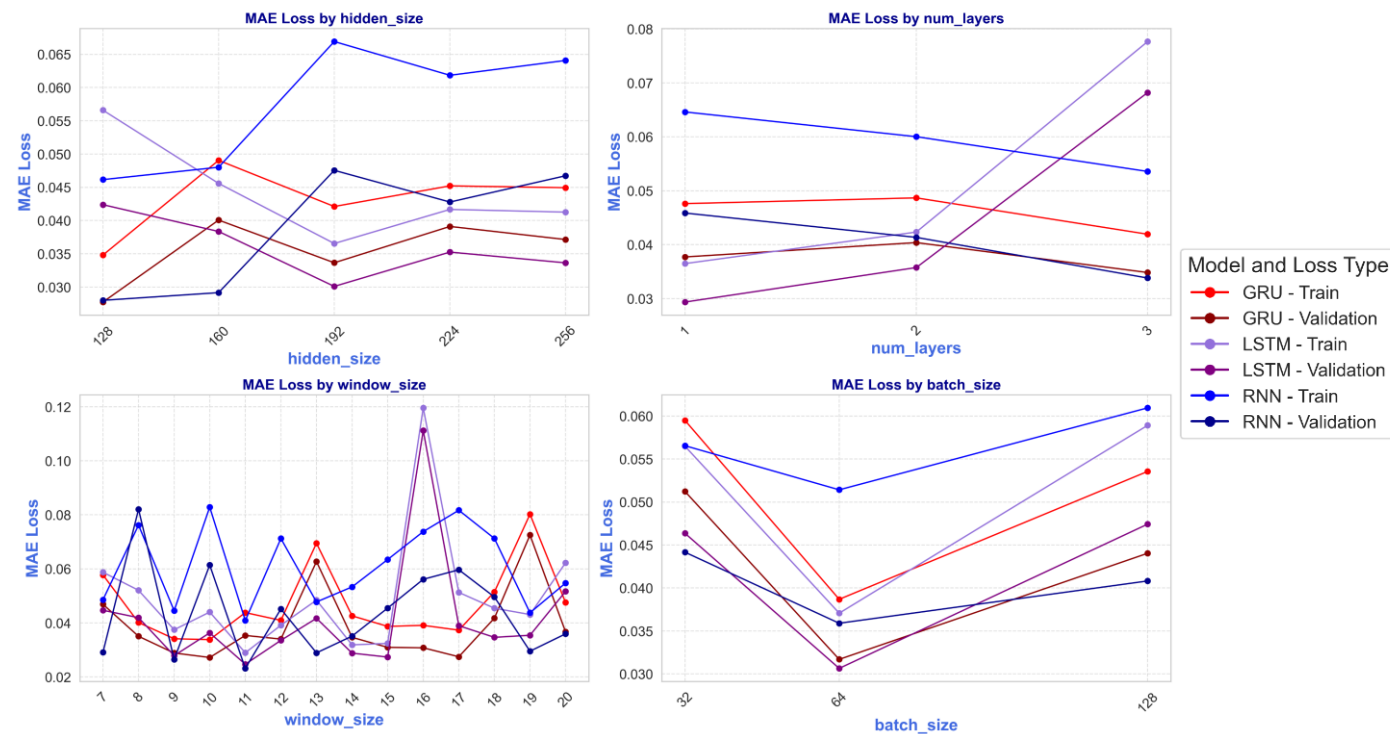 MAE Loss by hidden_size
0.065
0.060
0.055
0.050
0.045
0.040
0.035
0.030
MAE Loss
128
160
192
224
256
hidden_size
MAE Loss by num_layers
0.08
0.07
0.06
0.05
0.04
0.03
MAE Loss
1
2
3
num_layers
MAE Loss by window_size
0.12
0.10
0.08
0.06
0.04
0.02
MAE Loss
7
8
9
10
11
12
13
14
15
16
17
18
19
20
window_size
MAE Loss by batch_size
0.060
0.055
0.050
0.045
0.040
0.035
0.030
MAE Loss
32
64
128
batch_size
Model and Loss Type
GRU - Train
GRU - Validation
LSTM - Train
LSTM - Validation
RNN - Train
RNN - Validation